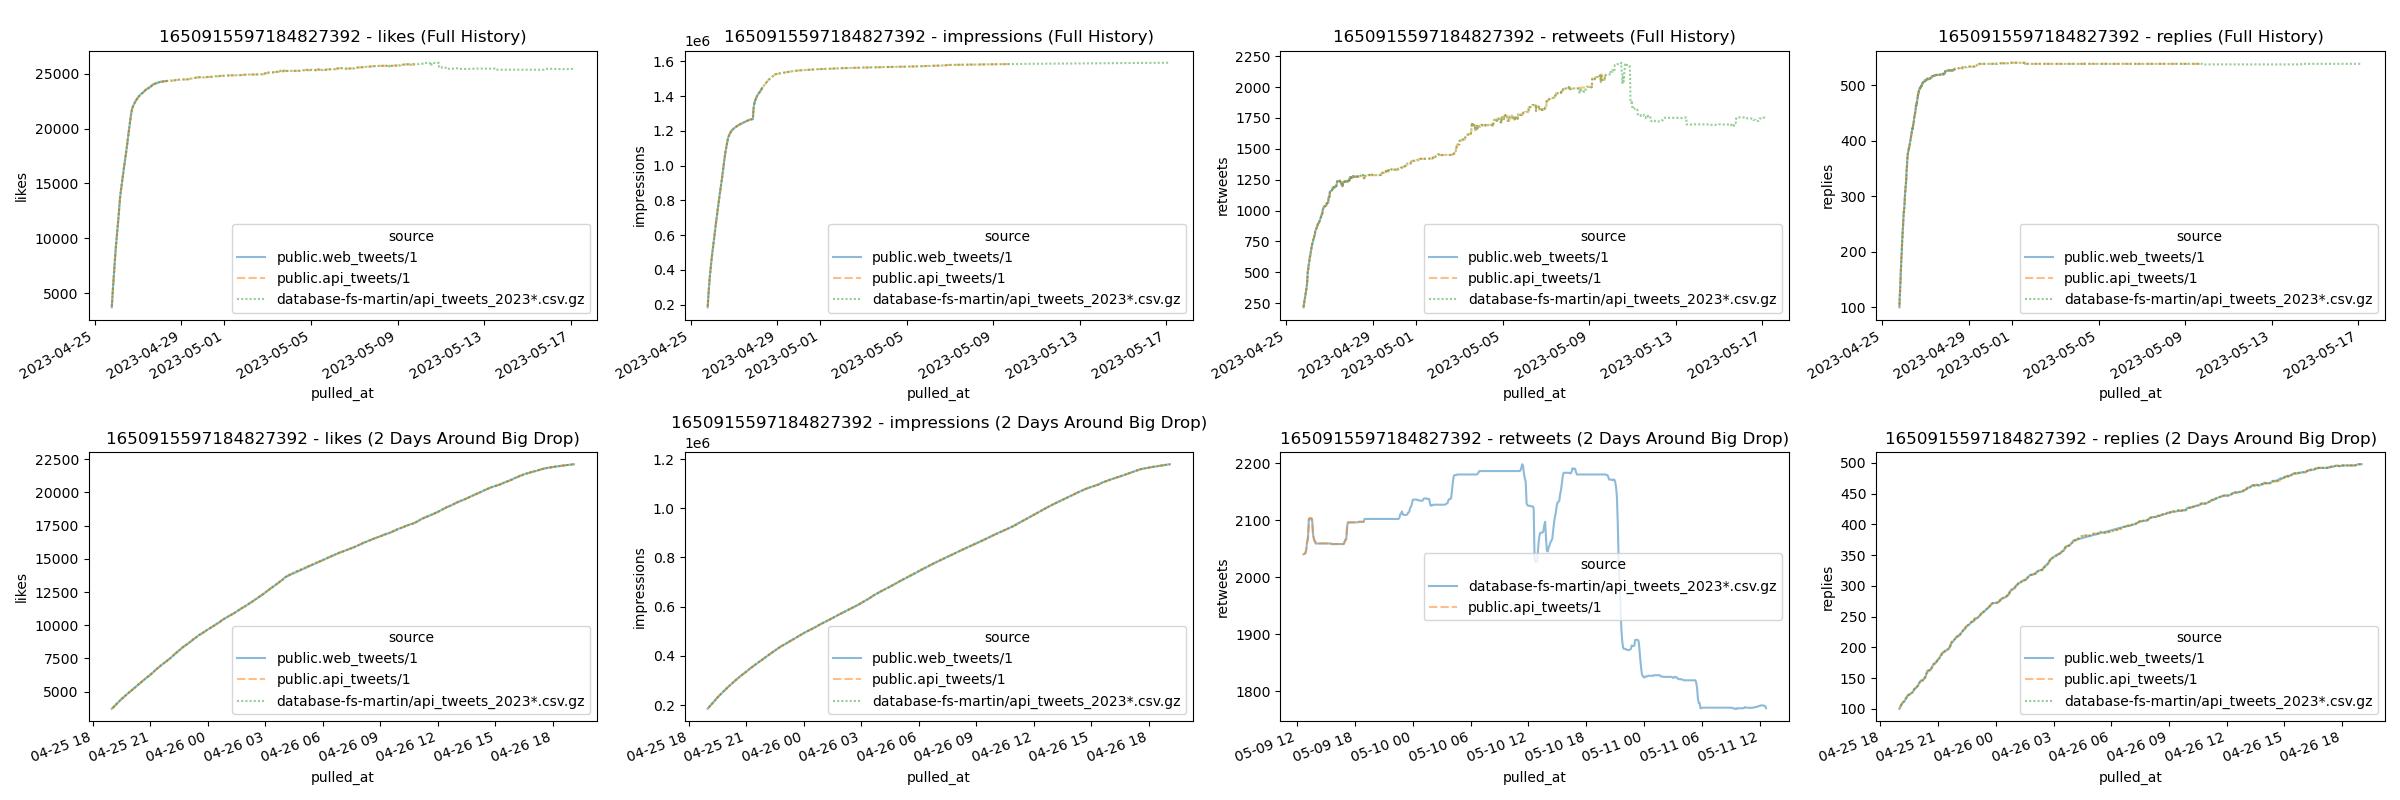 1650915597184827392 - likes (Full History)
25000
20000
15000
10000
5000
likes
source
public.web_tweets/1
public.api_tweets/1
database-fs-martin/api_tweets_2023*.csv.gz
2023-04-25
2023-04-29
2023-05-01
2023-05-05
2023-05-09
2023-05-13
2023-05-17
pulled_at
1e6
1650915597184827392 - impressions (Full History)
1.6
1.4
1.2
1.0
0.8
0.6
0.4
0.2
impressions
source
public.web_tweets/1
public.api_tweets/1
database-fs-martin/api_tweets_2023*.csv.gz
2023-04-25
2023-04-29
2023-05-01
2023-05-05
2023-05-09
2023-05-13
2023-05-17
pulled_at
1650915597184827392 - retweets (Full History)
2250
2000
1750
1500
1250
1000
750
500
250
retweets
source
public.web_tweets/1
public.api_tweets/1
database-fs-martin/api_tweets_2023*.csv.gz
2023-04-25
2023-04-29
2023-05-01
2023-05-05
2023-05-09
2023-05-13
2023-05-17
pulled_at
1650915597184827392 - replies (Full History)
500
400
300
200
100
replies
source
public.web_tweets/1
public.api_tweets/1
database-fs-martin/api_tweets_2023*.csv.gz
2023-04-25
2023-04-29
2023-05-01
2023-05-05
2023-05-09
2023-05-13
2023-05-17
pulled_at
1650915597184827392 - likes (2 Days Around Big Drop)
22500
20000
17500
15000
12500
10000
7500
5000
likes
source
public.web_tweets/1
public.api_tweets/1
database-fs-martin/api_tweets_2023*.csv.gz
04-25 18
04-25 21
04-26 00
04-26 03
04-26 06
04-26 09
04-26 12
04-26 15
04-26 18
pulled_at
1650915597184827392 - impressions (2 Days Around Big Drop)
1e6
1.2
1.0
0.8
0.6
0.4
0.2
impressions
source
public.web_tweets/1
public.api_tweets/1
database-fs-martin/api_tweets_2023*.csv.gz
04-25 18
04-25 21
04-26 00
04-26 03
04-26 06
04-26 09
04-26 12
04-26 15
04-26 18
pulled_at
1650915597184827392 - retweets (2 Days Around Big Drop)
2200
2100
2000
1900
1800
retweets
source
database-fs-martin/api_tweets_2023*.csv.gz
public.api_tweets/1
05-09 12
05-09 18
05-10 00
05-10 06
05-10 12
05-10 18
05-11 00
05-11 06
05-11 12
pulled_at
1650915597184827392 - replies (2 Days Around Big Drop)
500
450
400
350
300
250
200
150
100
replies
source
public.web_tweets/1
public.api_tweets/1
database-fs-martin/api_tweets_2023*.csv.gz
04-25 18
04-25 21
04-26 00
04-26 03
04-26 06
04-26 09
04-26 12
04-26 15
04-26 18
pulled_at